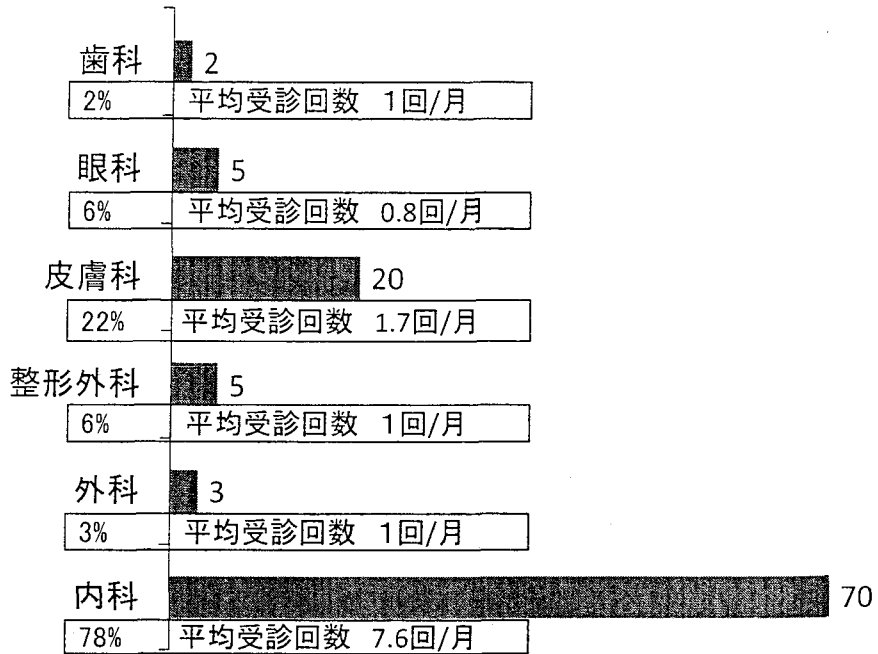 歯科 2
2% 平均受診回数 1回/月
眼科 5
6% 平均受診回数 0.8回/月
皮膚科 20
22% 平均受診回数 1.7回/月
整形外科 5
6% 平均受診回数 1回/月
外科 3
3% 平均受診回数 1回/月
内科 70
78% 平均受診回数 7.6回/月